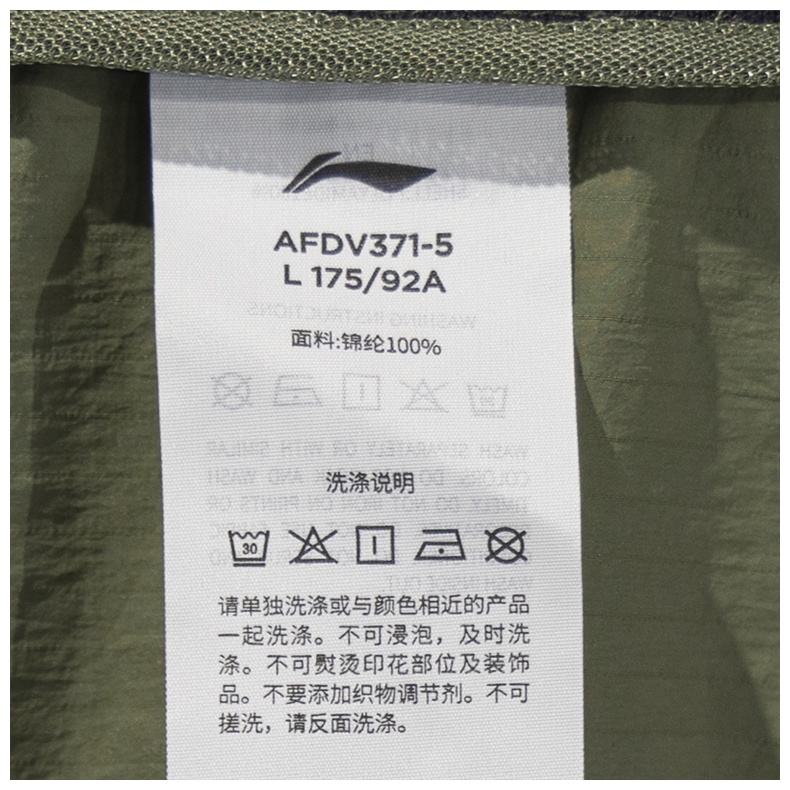 AFDV371-5
L 175/92A
面料:锦纶100%
WASHING INSTRUCTIONS
洗涤说明
30
请单独洗涤或与颜色相近的产品
一起洗涤。不可浸泡，及时洗
涤。不可熨烫印花部位及装饰
品。不要添加织物调节剂。不可
搓洗，请反面洗涤。